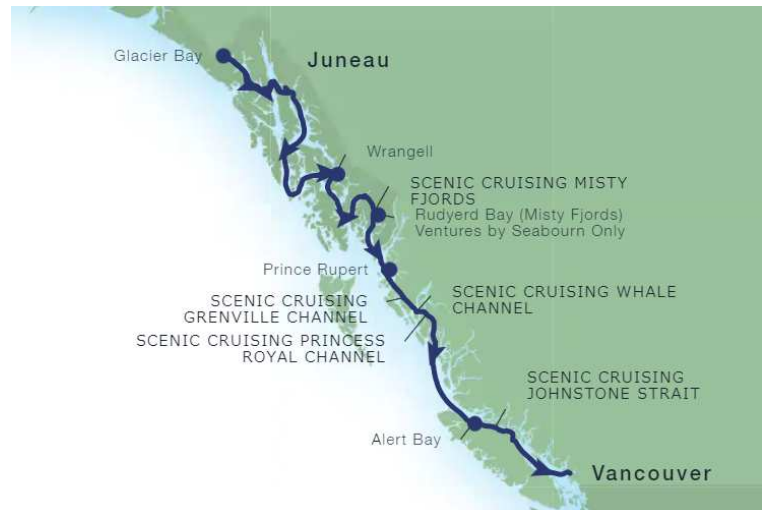 Glacier Bay
Juneau
Wrangell
SCENIC CRUISING MISTY
FJORDS
Rudyerd Bay (Misty Fjords)
Ventures by Seabourn Only
Prince Rupert
SCENIC CRUISING
GRENVILLE CHANNEL
SCENIC CRUISING WHALE
CHANNEL
SCENIC CRUISING PRINCESS
ROYAL CHANNEL
SCENIC CRUISING
JOHNSTONE STRAIT
Alert Bay
Vancouver